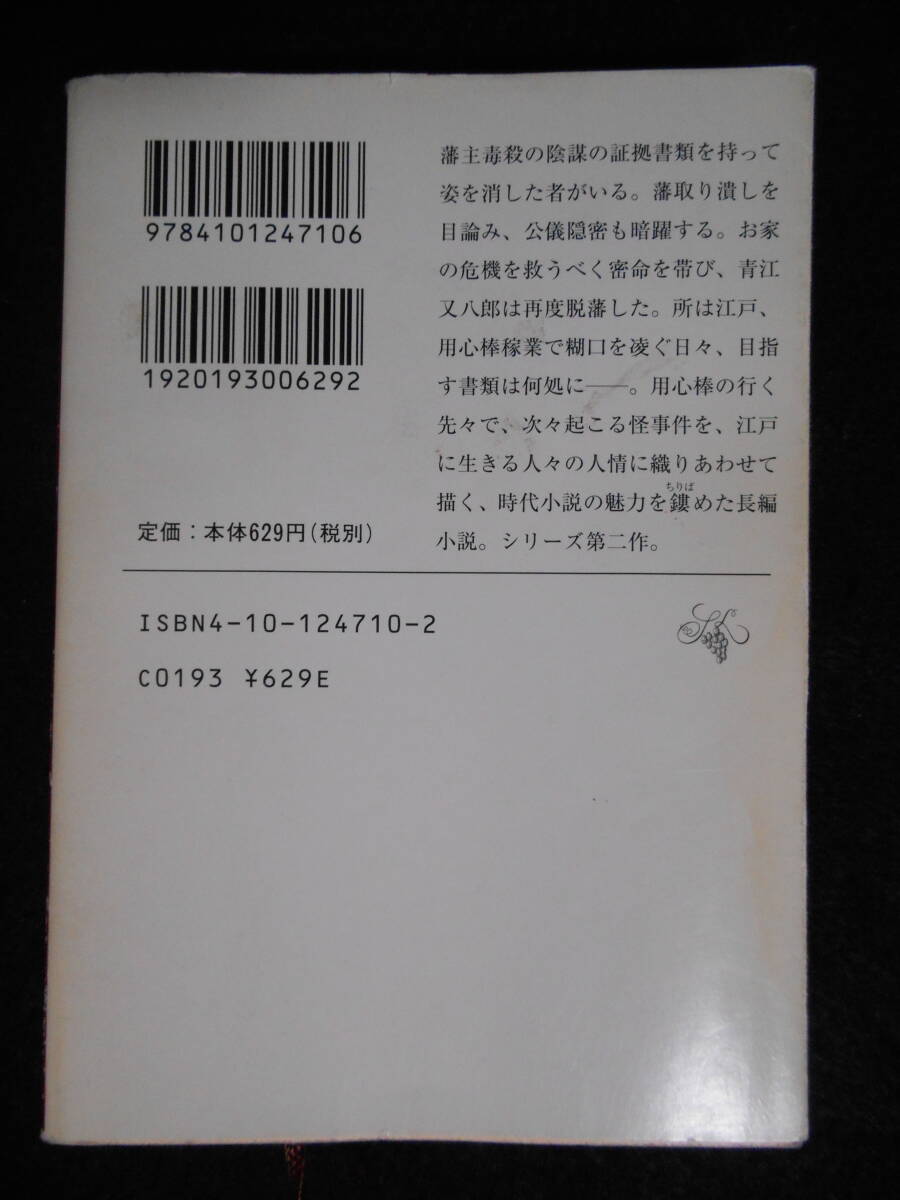 9784101247106
1920193006292
定価：本体629円（税別）
藩主毒殺の陰謀の証拠書類を持って
姿を消した者がいる。藩取り潰しを
目論み、公儀隠密も暗躍する。お家
の危機を救うべく密命を帯び、青江
又八郎は再度脱藩した。所は江戸、
用心棒稼業で糊口を凌ぐ日々、目指
す書類は何処に――。用心棒の行く
先々で、次々起こる怪事件を、江戸
に生きる人々の人情に織りあわせて
ちりば
描く、時代小説の魅力を鏤めた長編
小説。シリーズ第二作。
ISBN4-10-124710-2
C0193 ¥629E